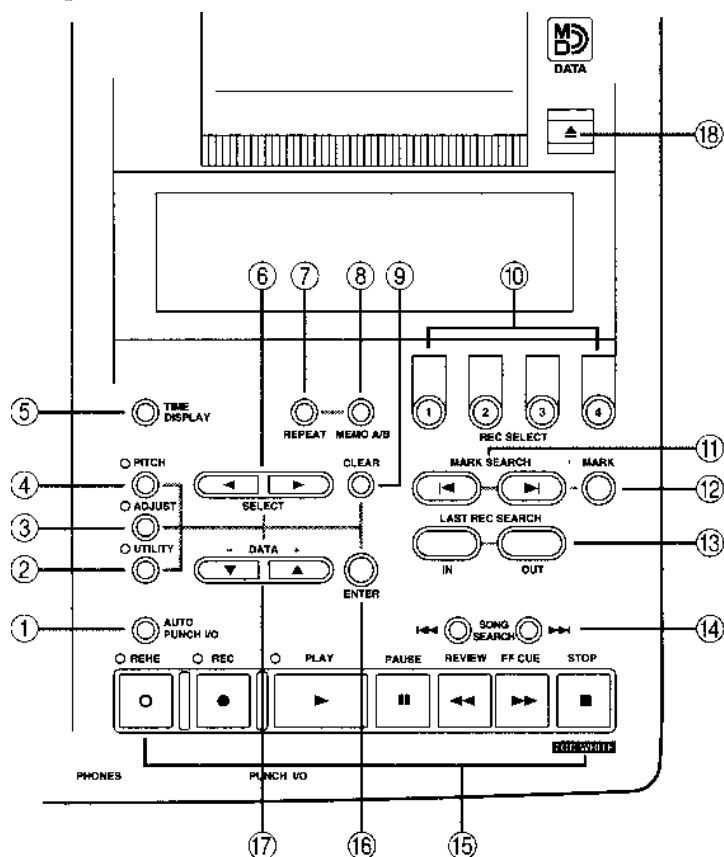 MD
DATA
⑱
⑥ ⑦ ⑧ ⑨ ⑩
⑤ TIME DISPLAY
REPEAT MEMO A/B
1 2 3 4
REC SELECT
⑪
④ PITCH
CLEAR
MARK SEARCH MARK
⑫
③ ADJUST
SELECT
LAST REC SEARCH
② UTILITY
- DATA +
⑬
ENTER
IN OUT
① AUTO PUNCH I/O
SONG SEARCH
⑭
REHE REC PLAY PAUSE REVIEW FF CUE STOP
PHONES PUNCH I/O
⑰ ⑯ ⑮